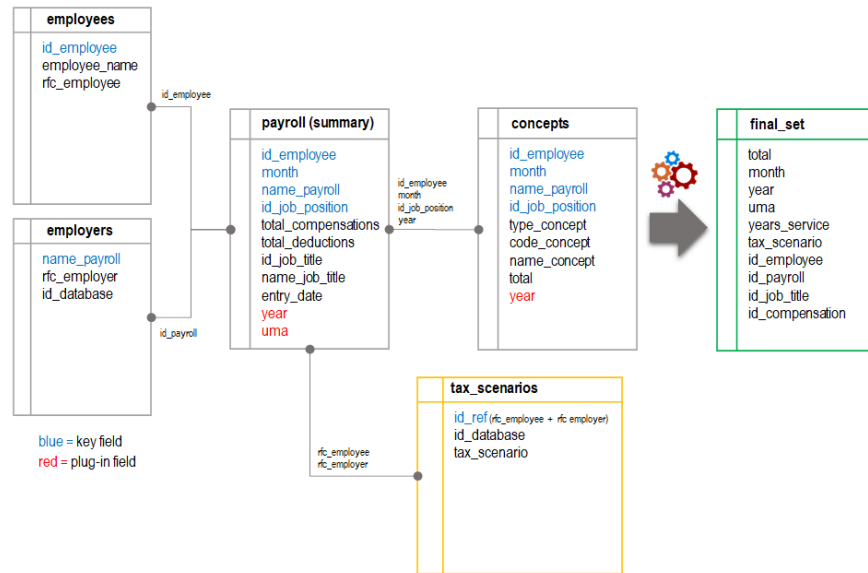 employees
id_employee
employee_name
rfc_employee
id_employee
employers
name_payroll
rfc_employer
id_database
id_payroll
blue = key field
red = plug-in field
payroll (summary)
id_employee
month
name_payroll
id_job_position
total_compensations
total_deductions
id_job_title
name_job_title
entry_date
year
uma
id_employee
month
id_job_position
year
concepts
id_employee
month
name_payroll
id_job_position
type_concept
code_concept
name_concept
total
year
rfc_employee
rfc_employer
tax_scenarios
id_ref (rfc_employee + rfc employer)
id_database
tax_scenario
final_set
total
month
year
uma
years_service
tax_scenario
id_employee
id_payroll
id_job_title
id_compensation